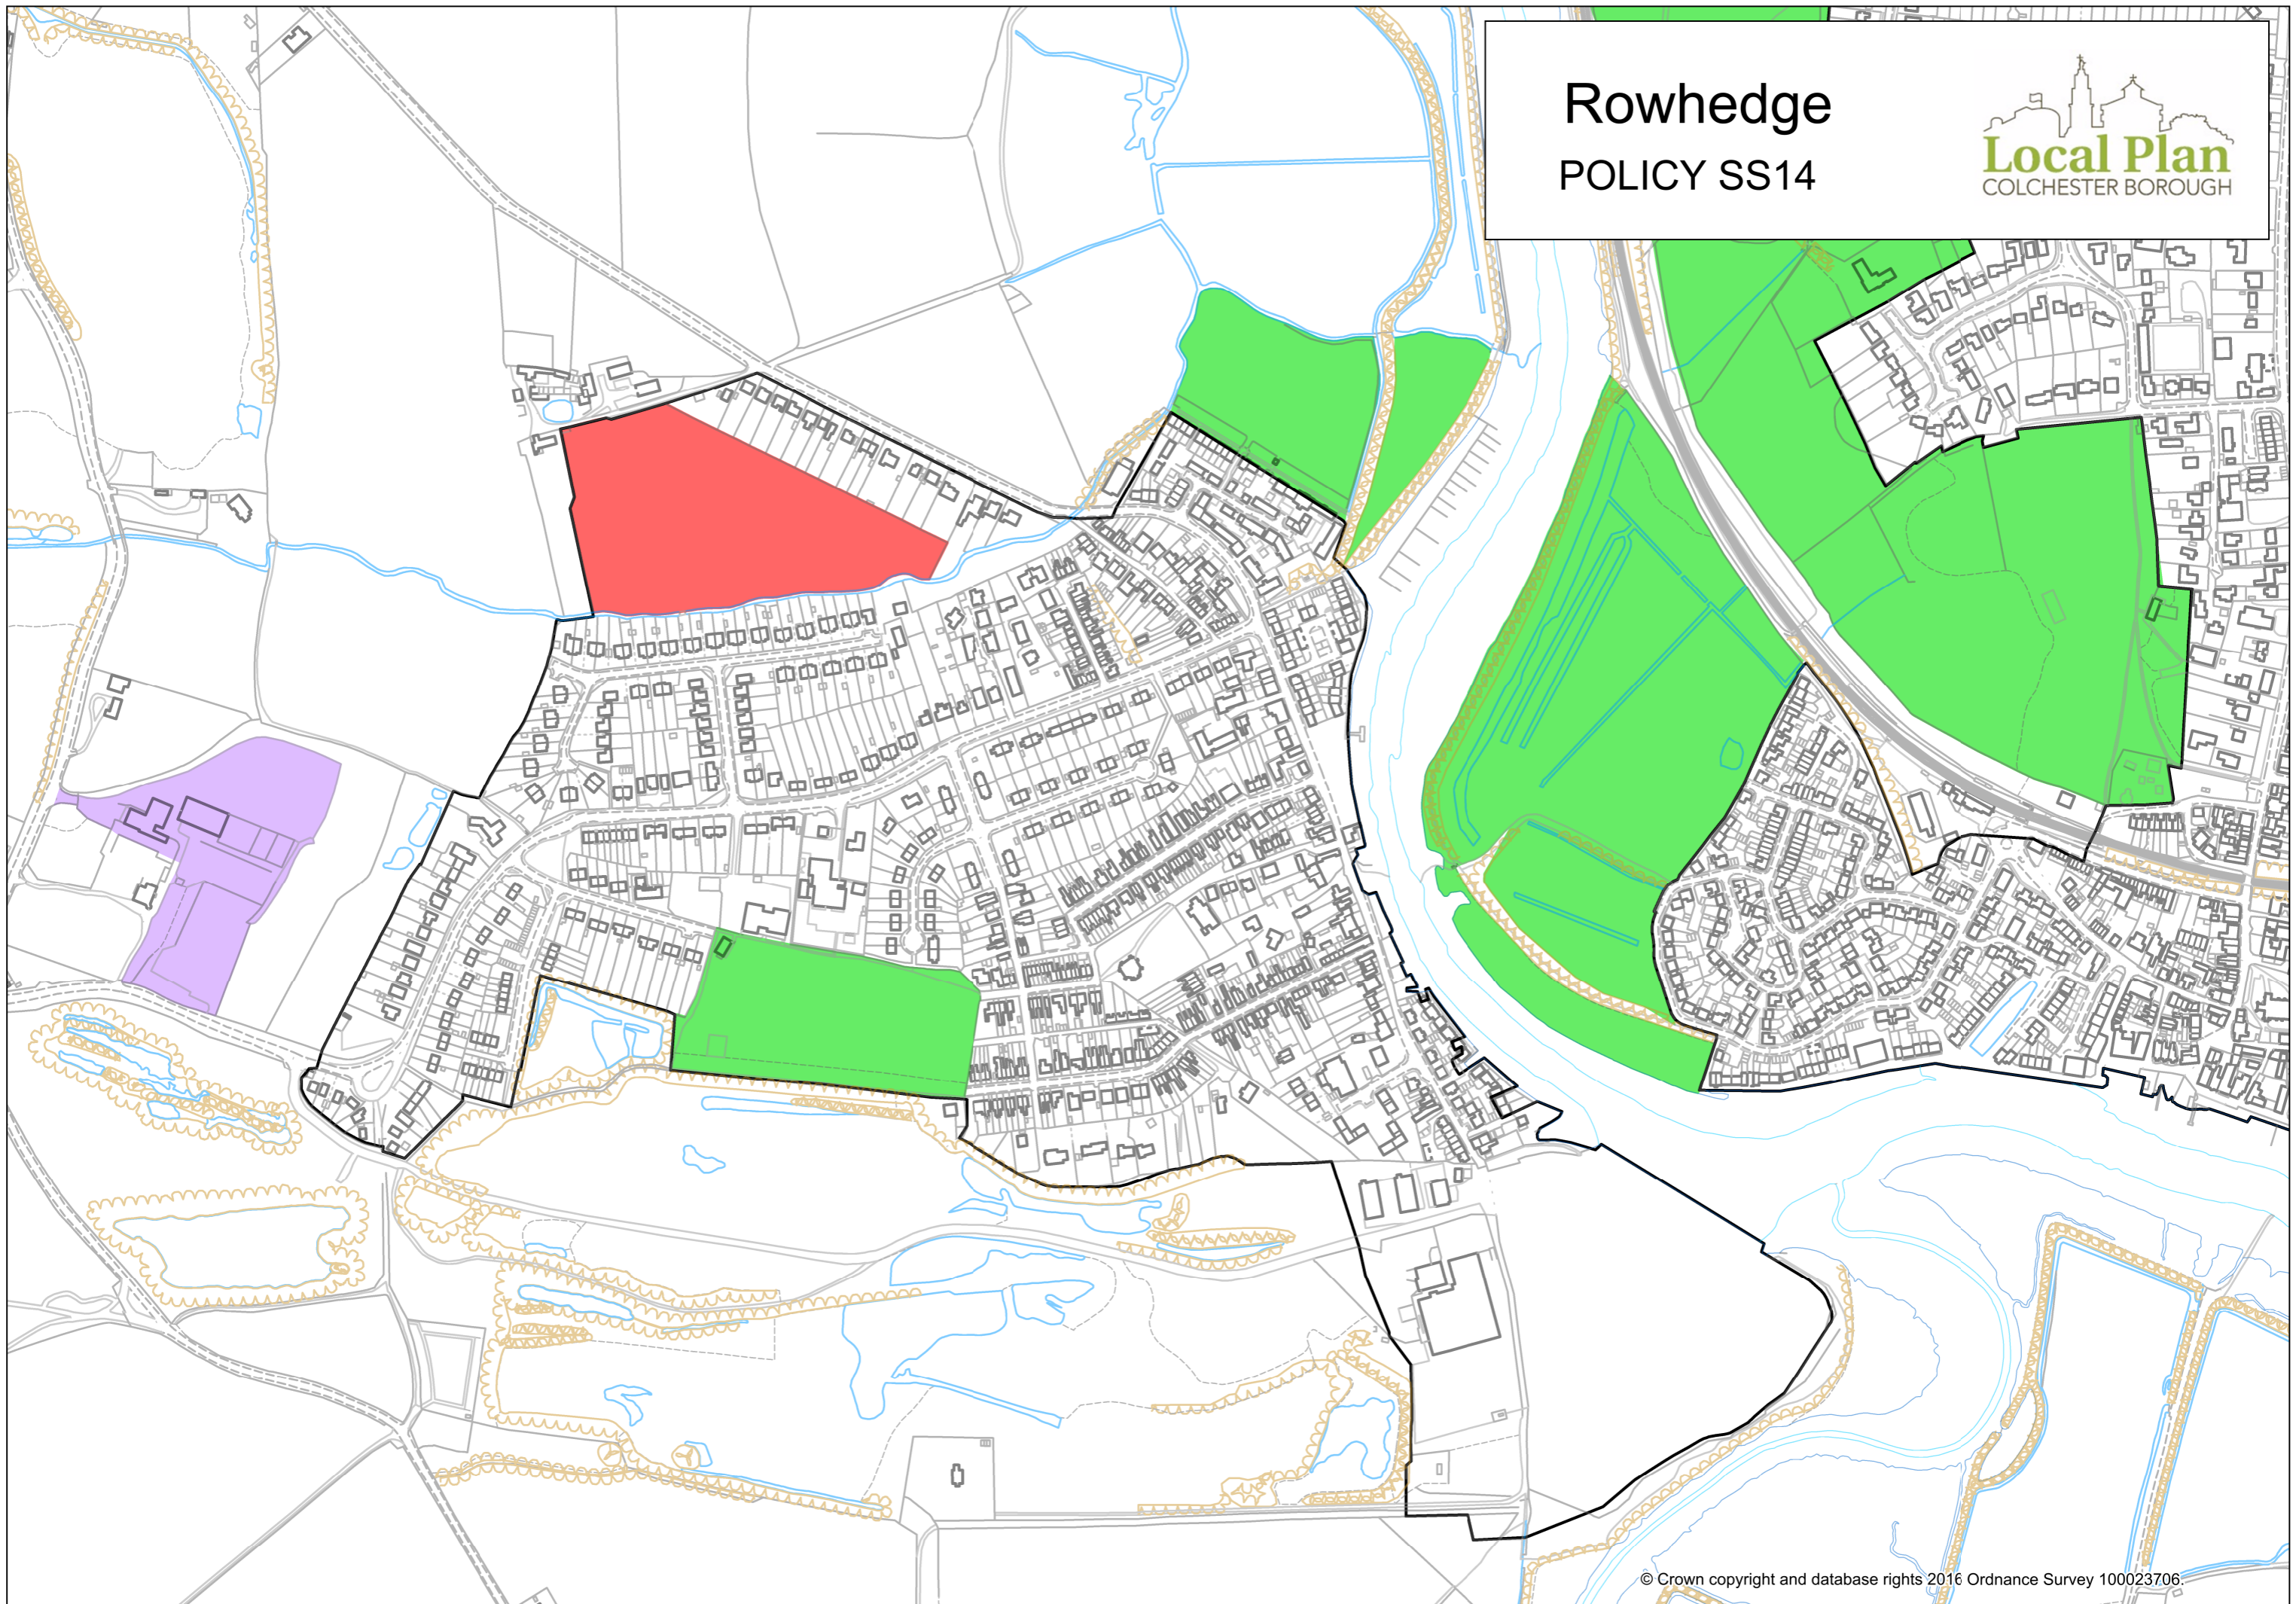 Rowhedge
POLICY SS14
Local Plan
COLCHESTER BOROUGH
© Crown copyright and database rights 2016 Ordnance Survey 100023706.